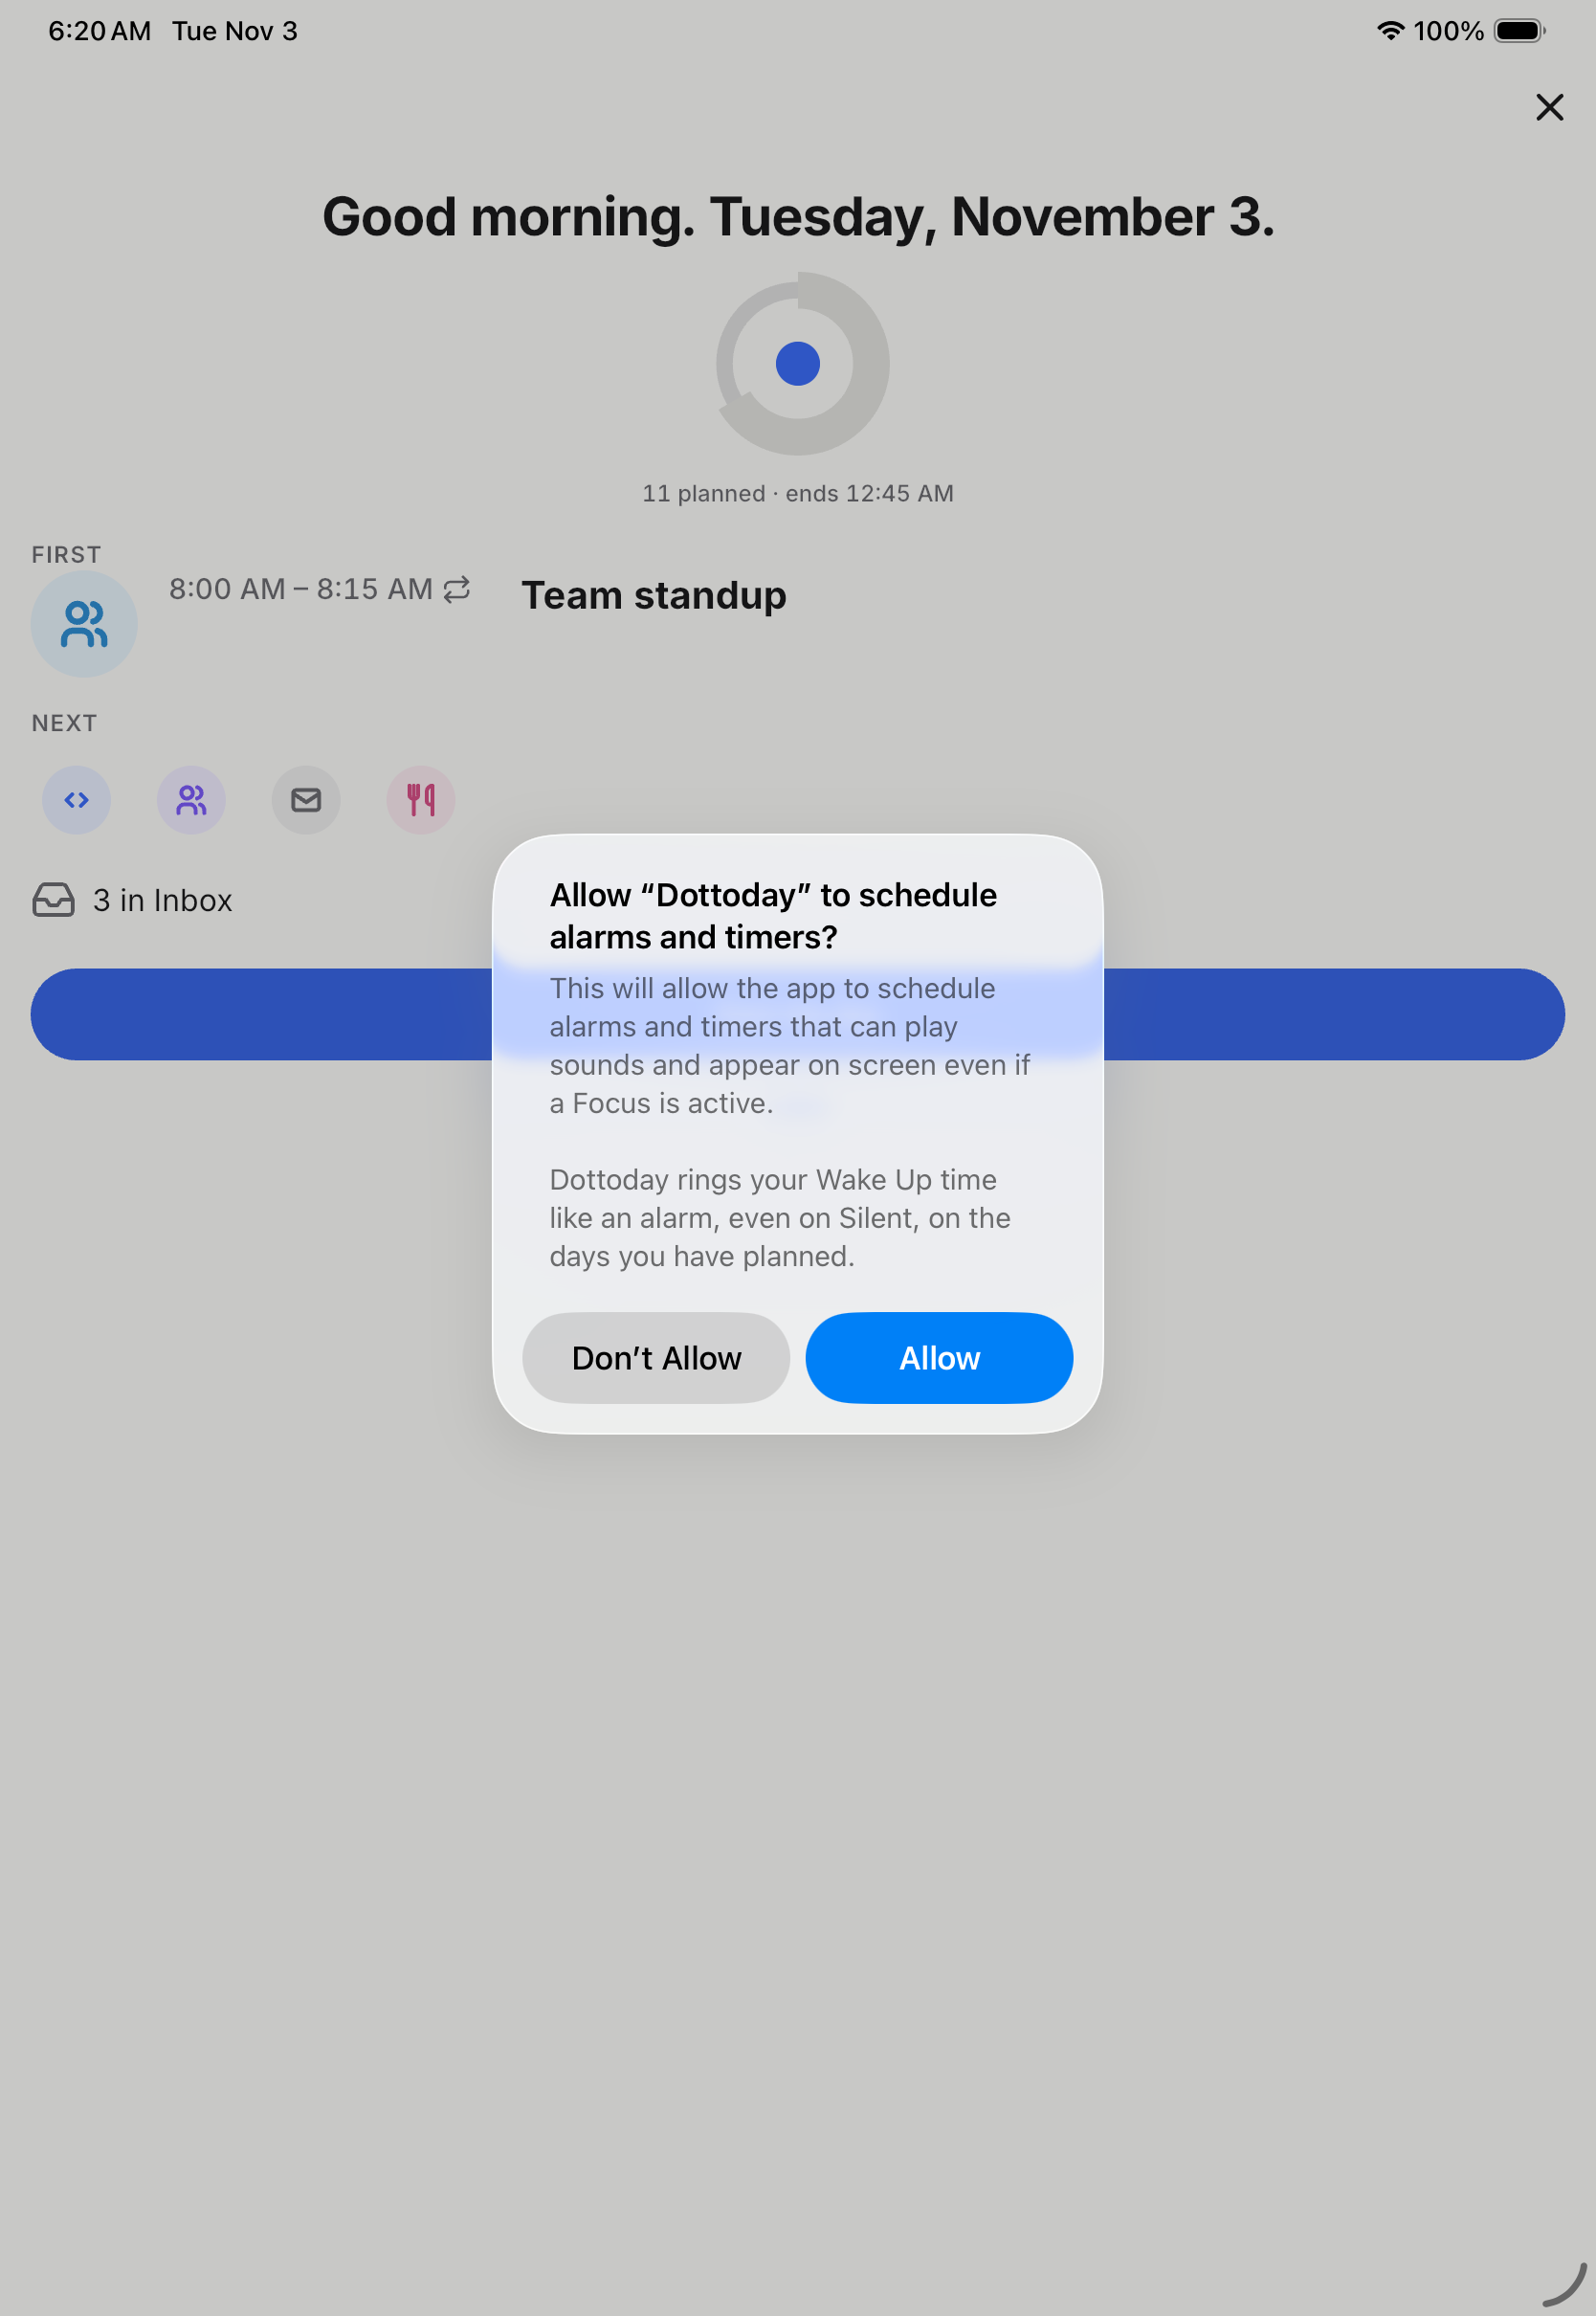 6:20 AM Tue Nov 3
100%
Good morning. Tuesday, November 3.
11 planned · ends 12:45 AM
FIRST
8:00 AM – 8:15 AM
Team standup
NEXT
3 in Inbox
Allow “Dottoday” to schedule
alarms and timers?
This will allow the app to schedule
alarms and timers that can play
sounds and appear on screen even if
a Focus is active.
Dottoday rings your Wake Up time
like an alarm, even on Silent, on the
days you have planned.
Don’t Allow
Allow